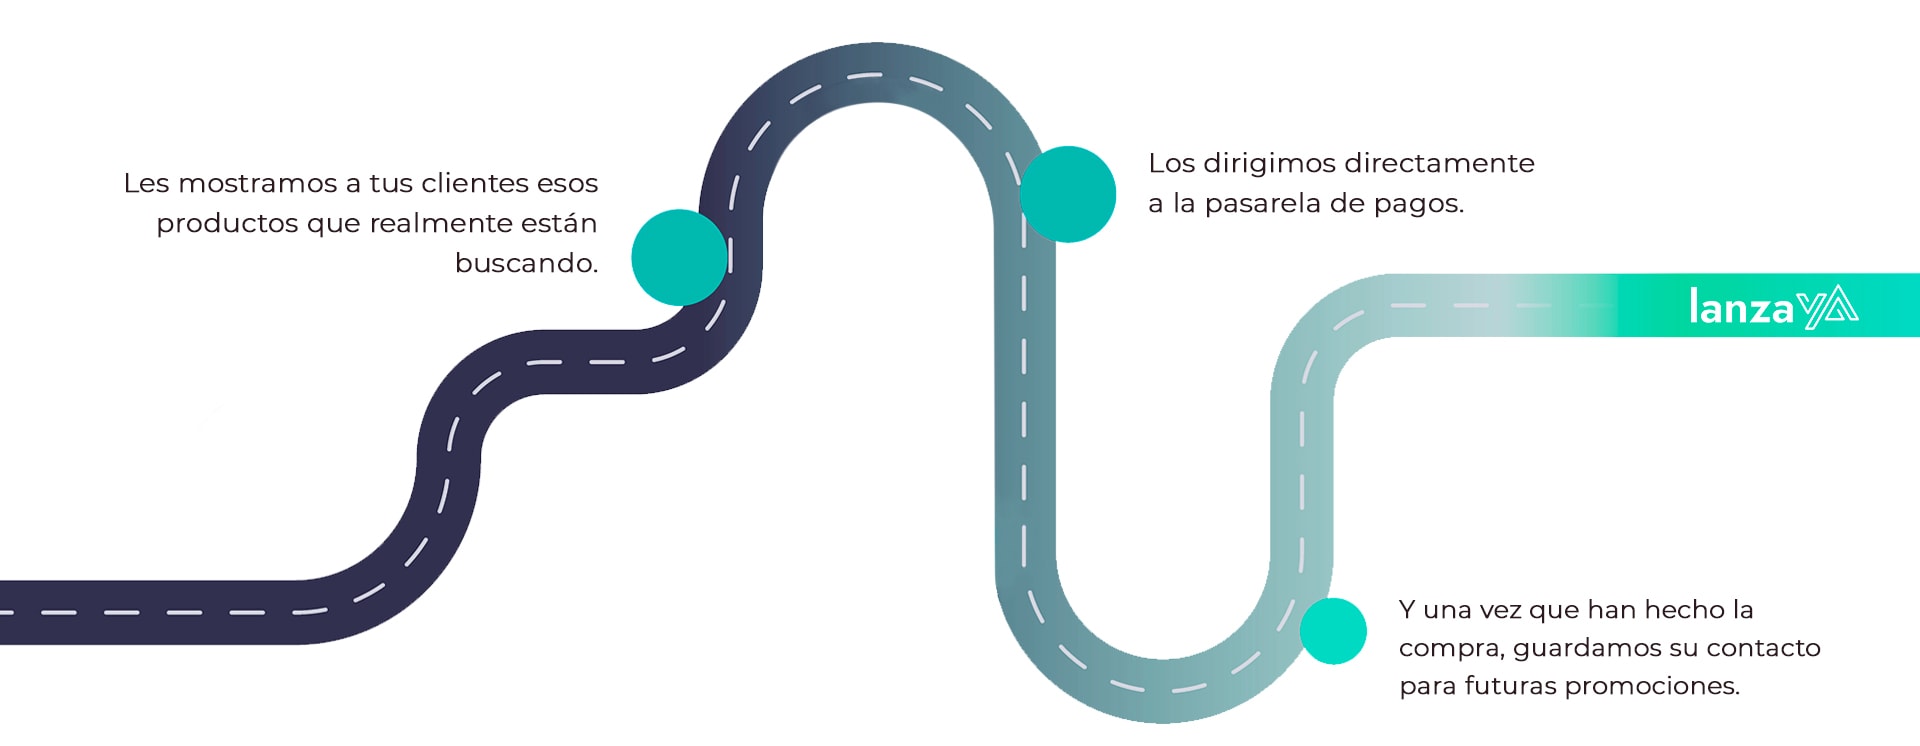 Les mostramos a tus clientes esos
productos que realmente están
buscando.
Los dirigimos directamente
a la pasarela de pagos.
lanzaYA
Y una vez que han hecho la
compra, guardamos su contacto
para futuras promociones.